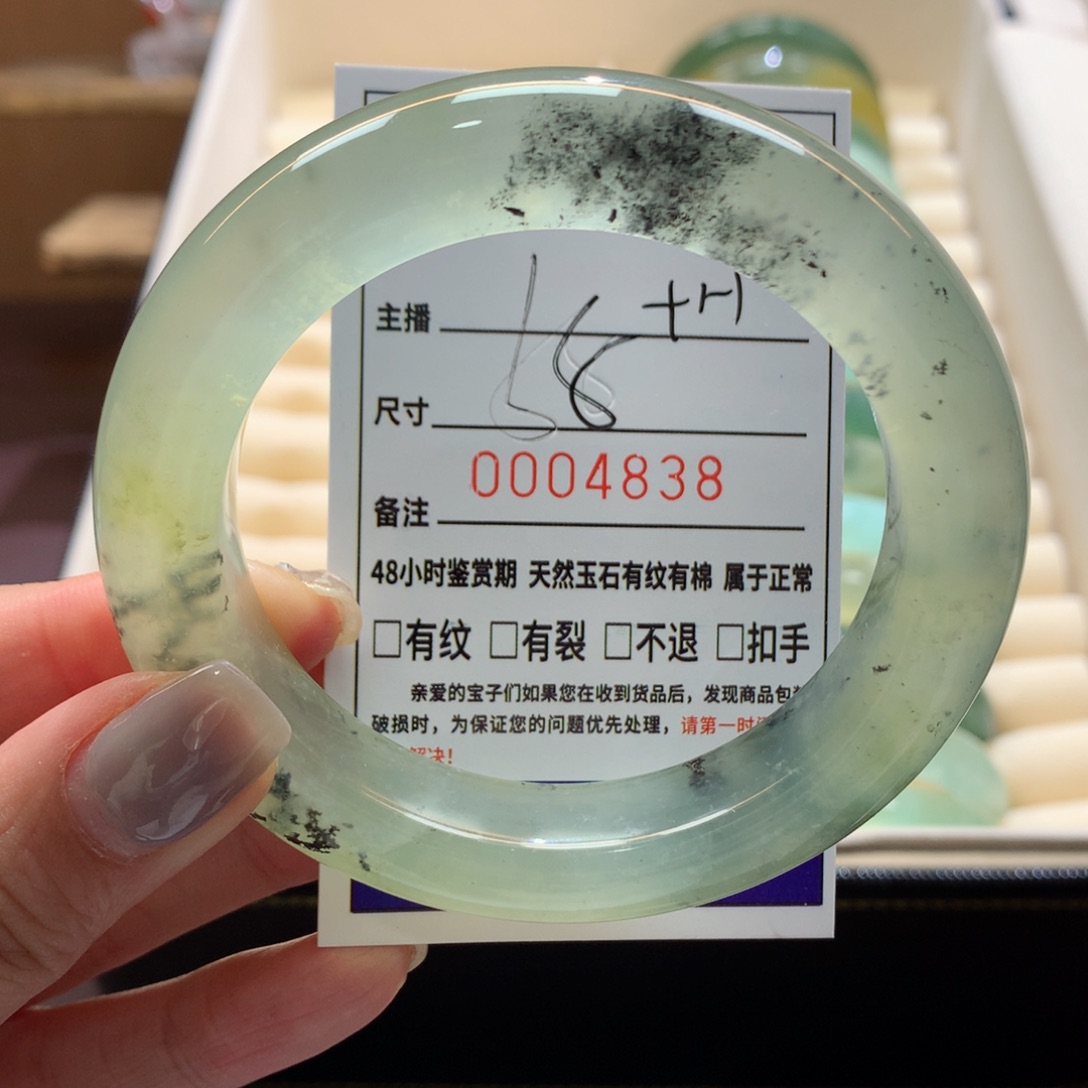 主播
尺寸 58
0004838
备注
48小时鉴赏期 天然玉石有纹有棉 属于正常
□有纹 □有裂 □不退 □扣手
亲爱的宝子们如果您在收到货品后，发现商品包
破损时，为保证您的问题优先处理，请第一时
解决！